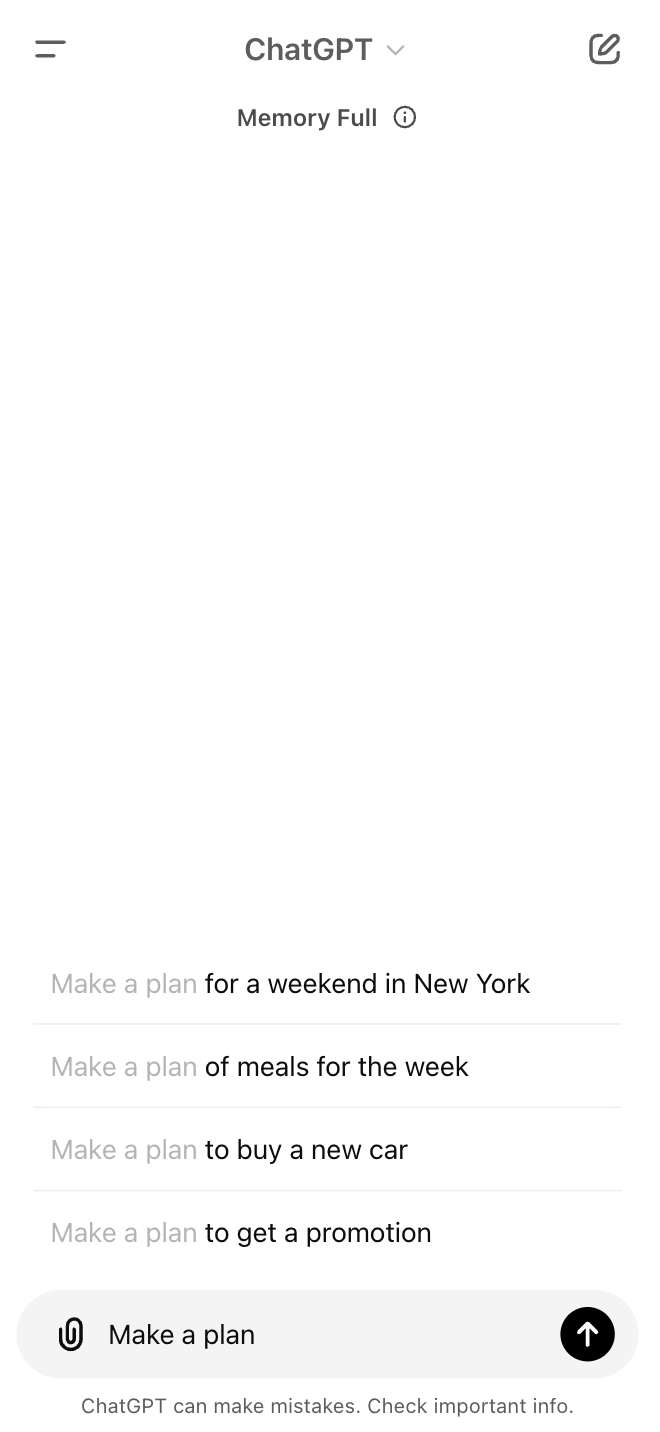 ChatGPT
Memory Full
Make a plan for a weekend in New York
Make a plan of meals for the week
Make a plan to buy a new car
Make a plan to get a promotion
Make a plan
ChatGPT can make mistakes. Check important info.